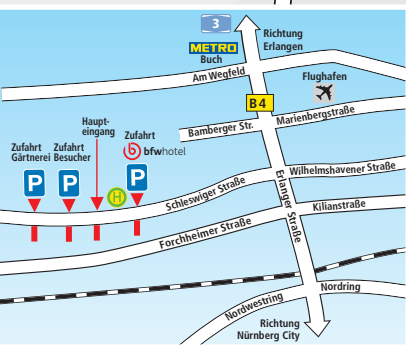 3
Richtung
Erlangen
METRO
Buch
Am Wegfeld
Flughafen
B4
Marienbergstraße
Bamberger Str.
Haupt-
eingang
Zufahrt
bfwhotel
Zufahrt
Gärtnerei
Zufahrt
Besucher
P
P
P
H
Schleswiger Straße
Wilhelmshavener Straße
Erlanger Straße
Kilianstraße
Forchheimer Straße
Nordwestring
Nordring
Richtung
Nürnberg City